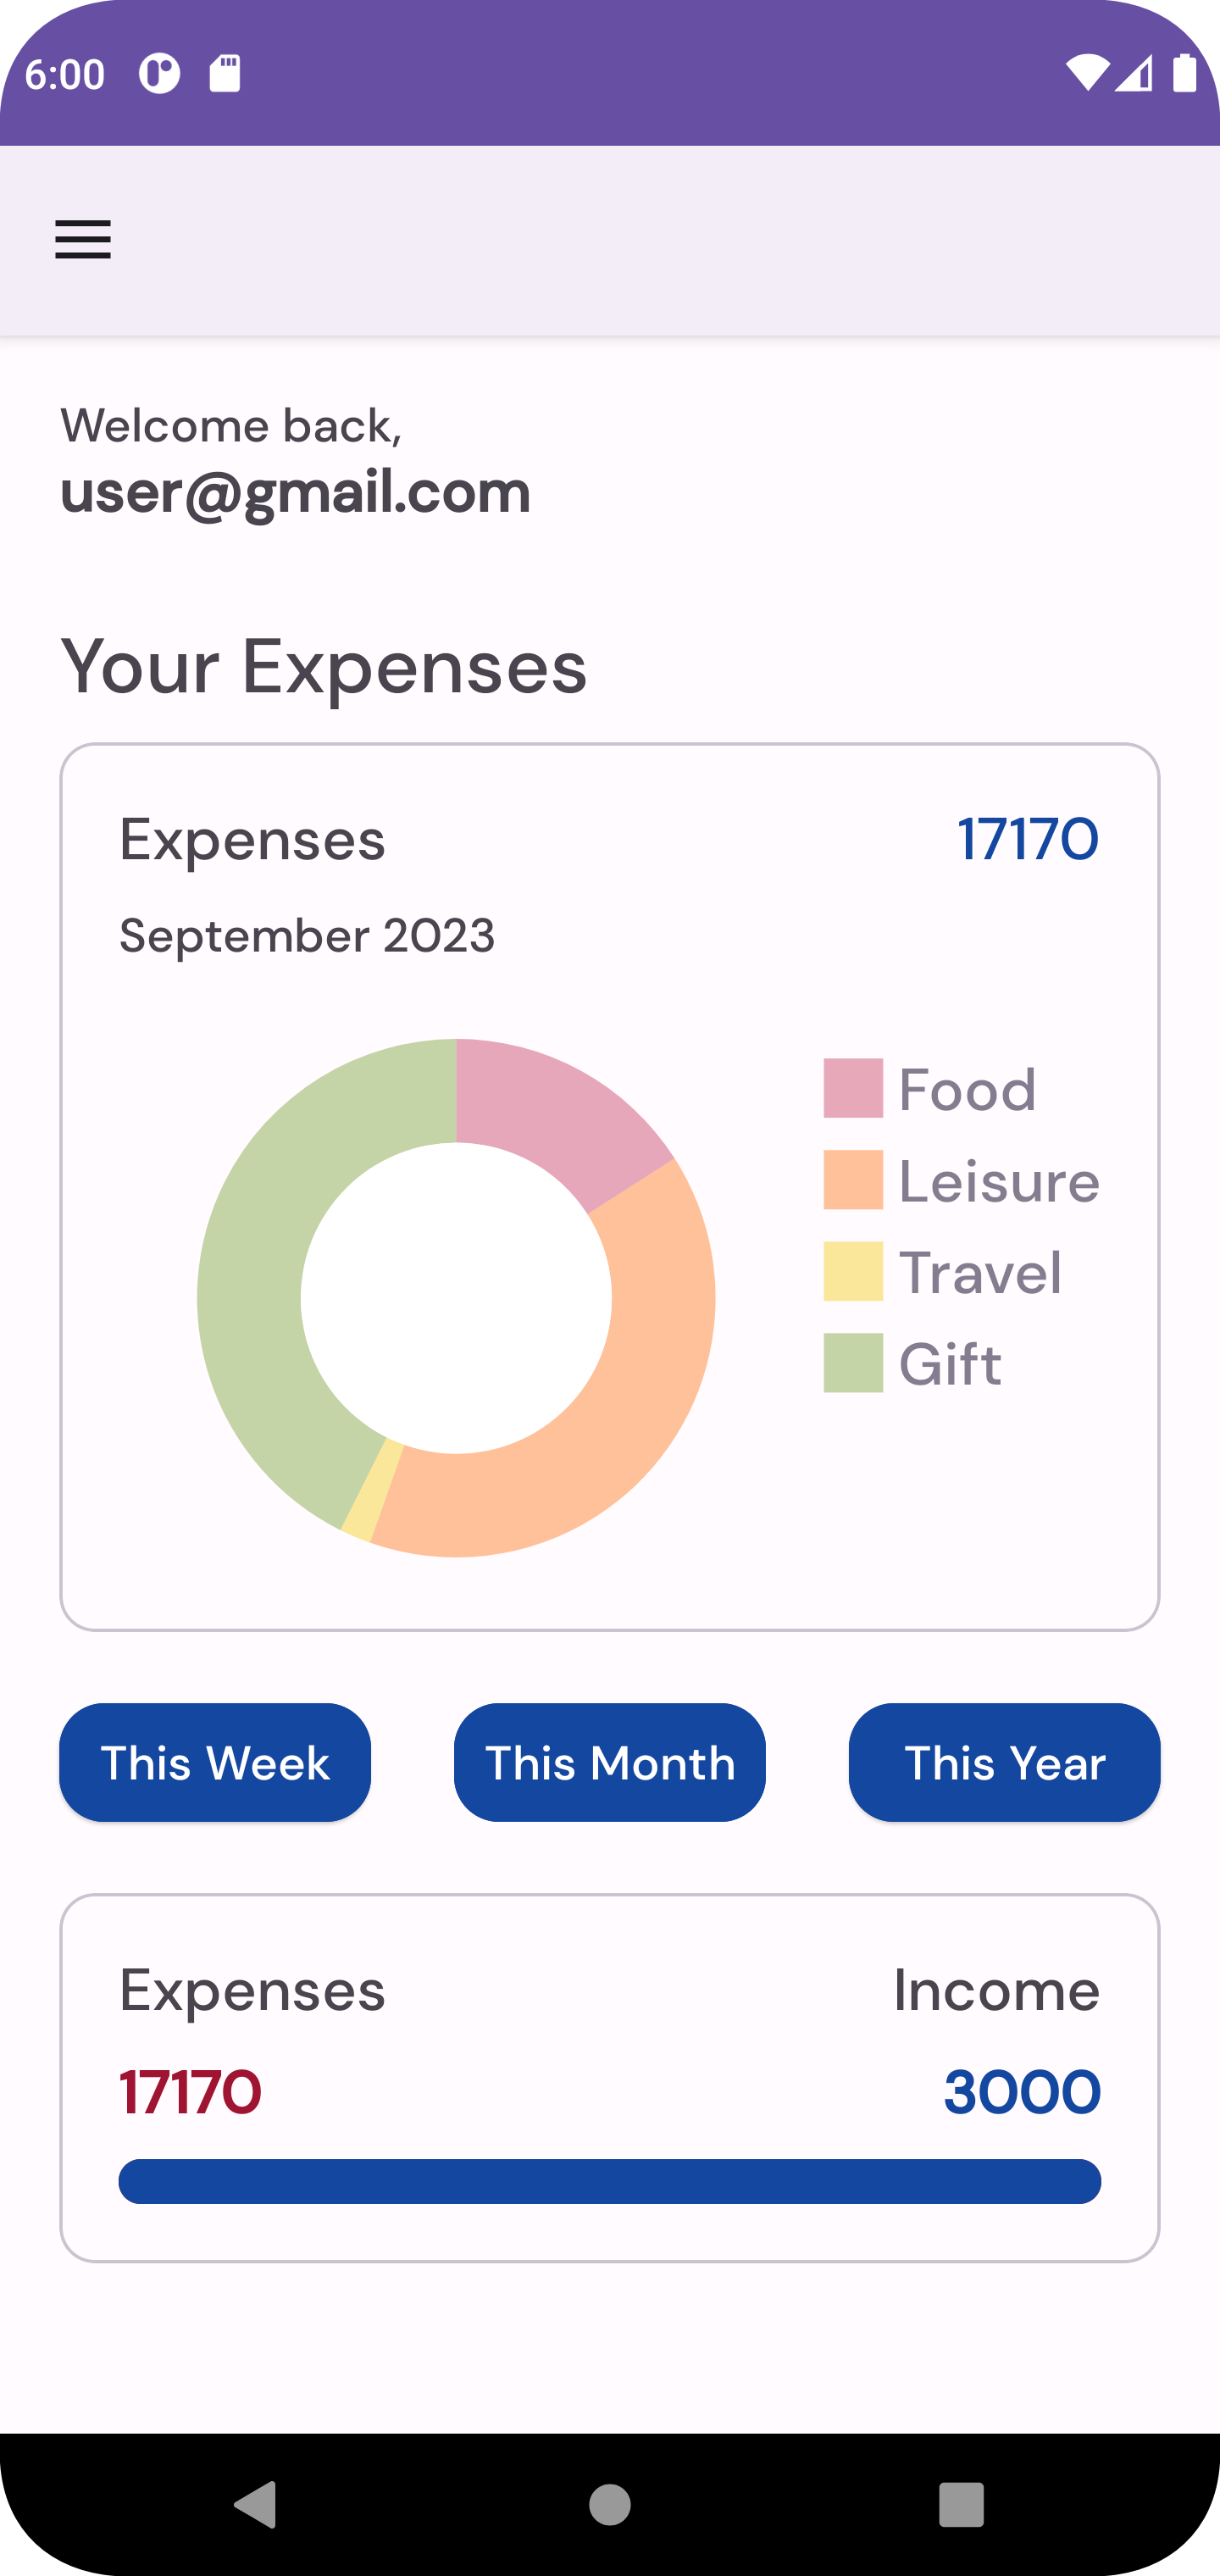 6:00
Welcome back,
user@gmail.com
Your Expenses
Expenses 17170
September 2023
Food
Leisure
Travel
Gift
This Week This Month This Year
Expenses Income
17170 3000